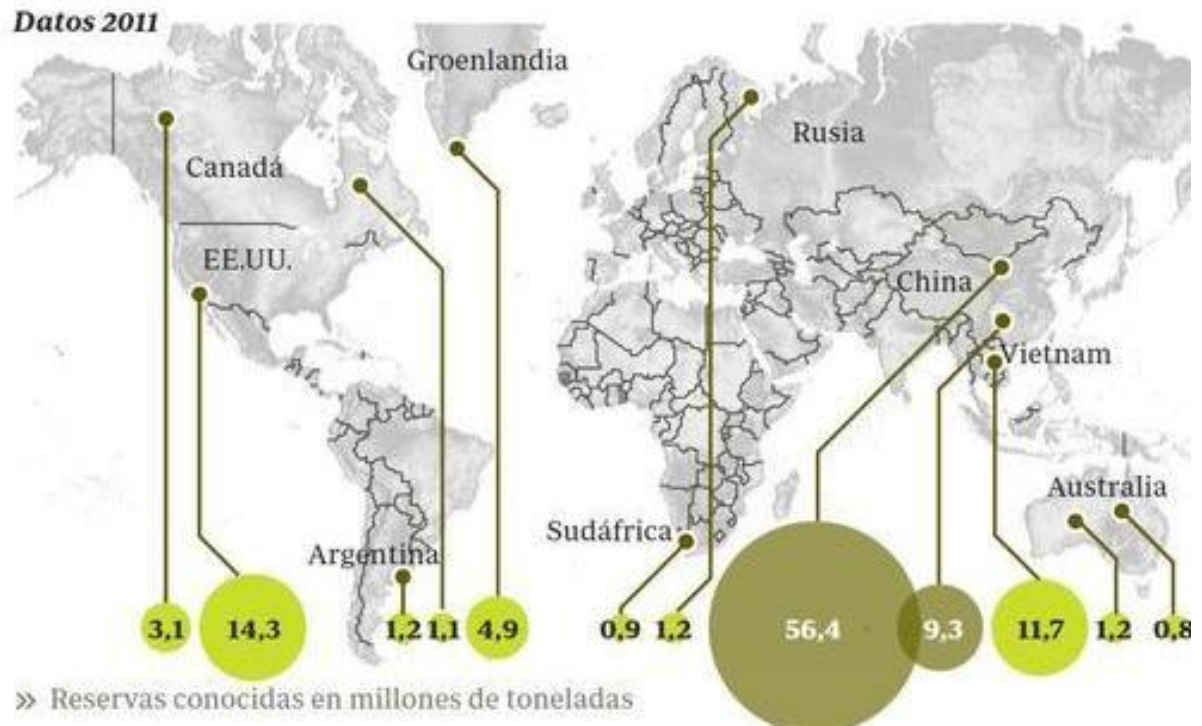 Datos 2011
Groenlandia
Rusia
Canadá
EE.UU.
China
Vietnam
Australia
Sudáfrica
Argentina
3,1
14,3
1,2
1,1
4,9
0,9
1,2
56,4
9,3
11,7
1,2
0,8
» Reservas conocidas en millones de toneladas